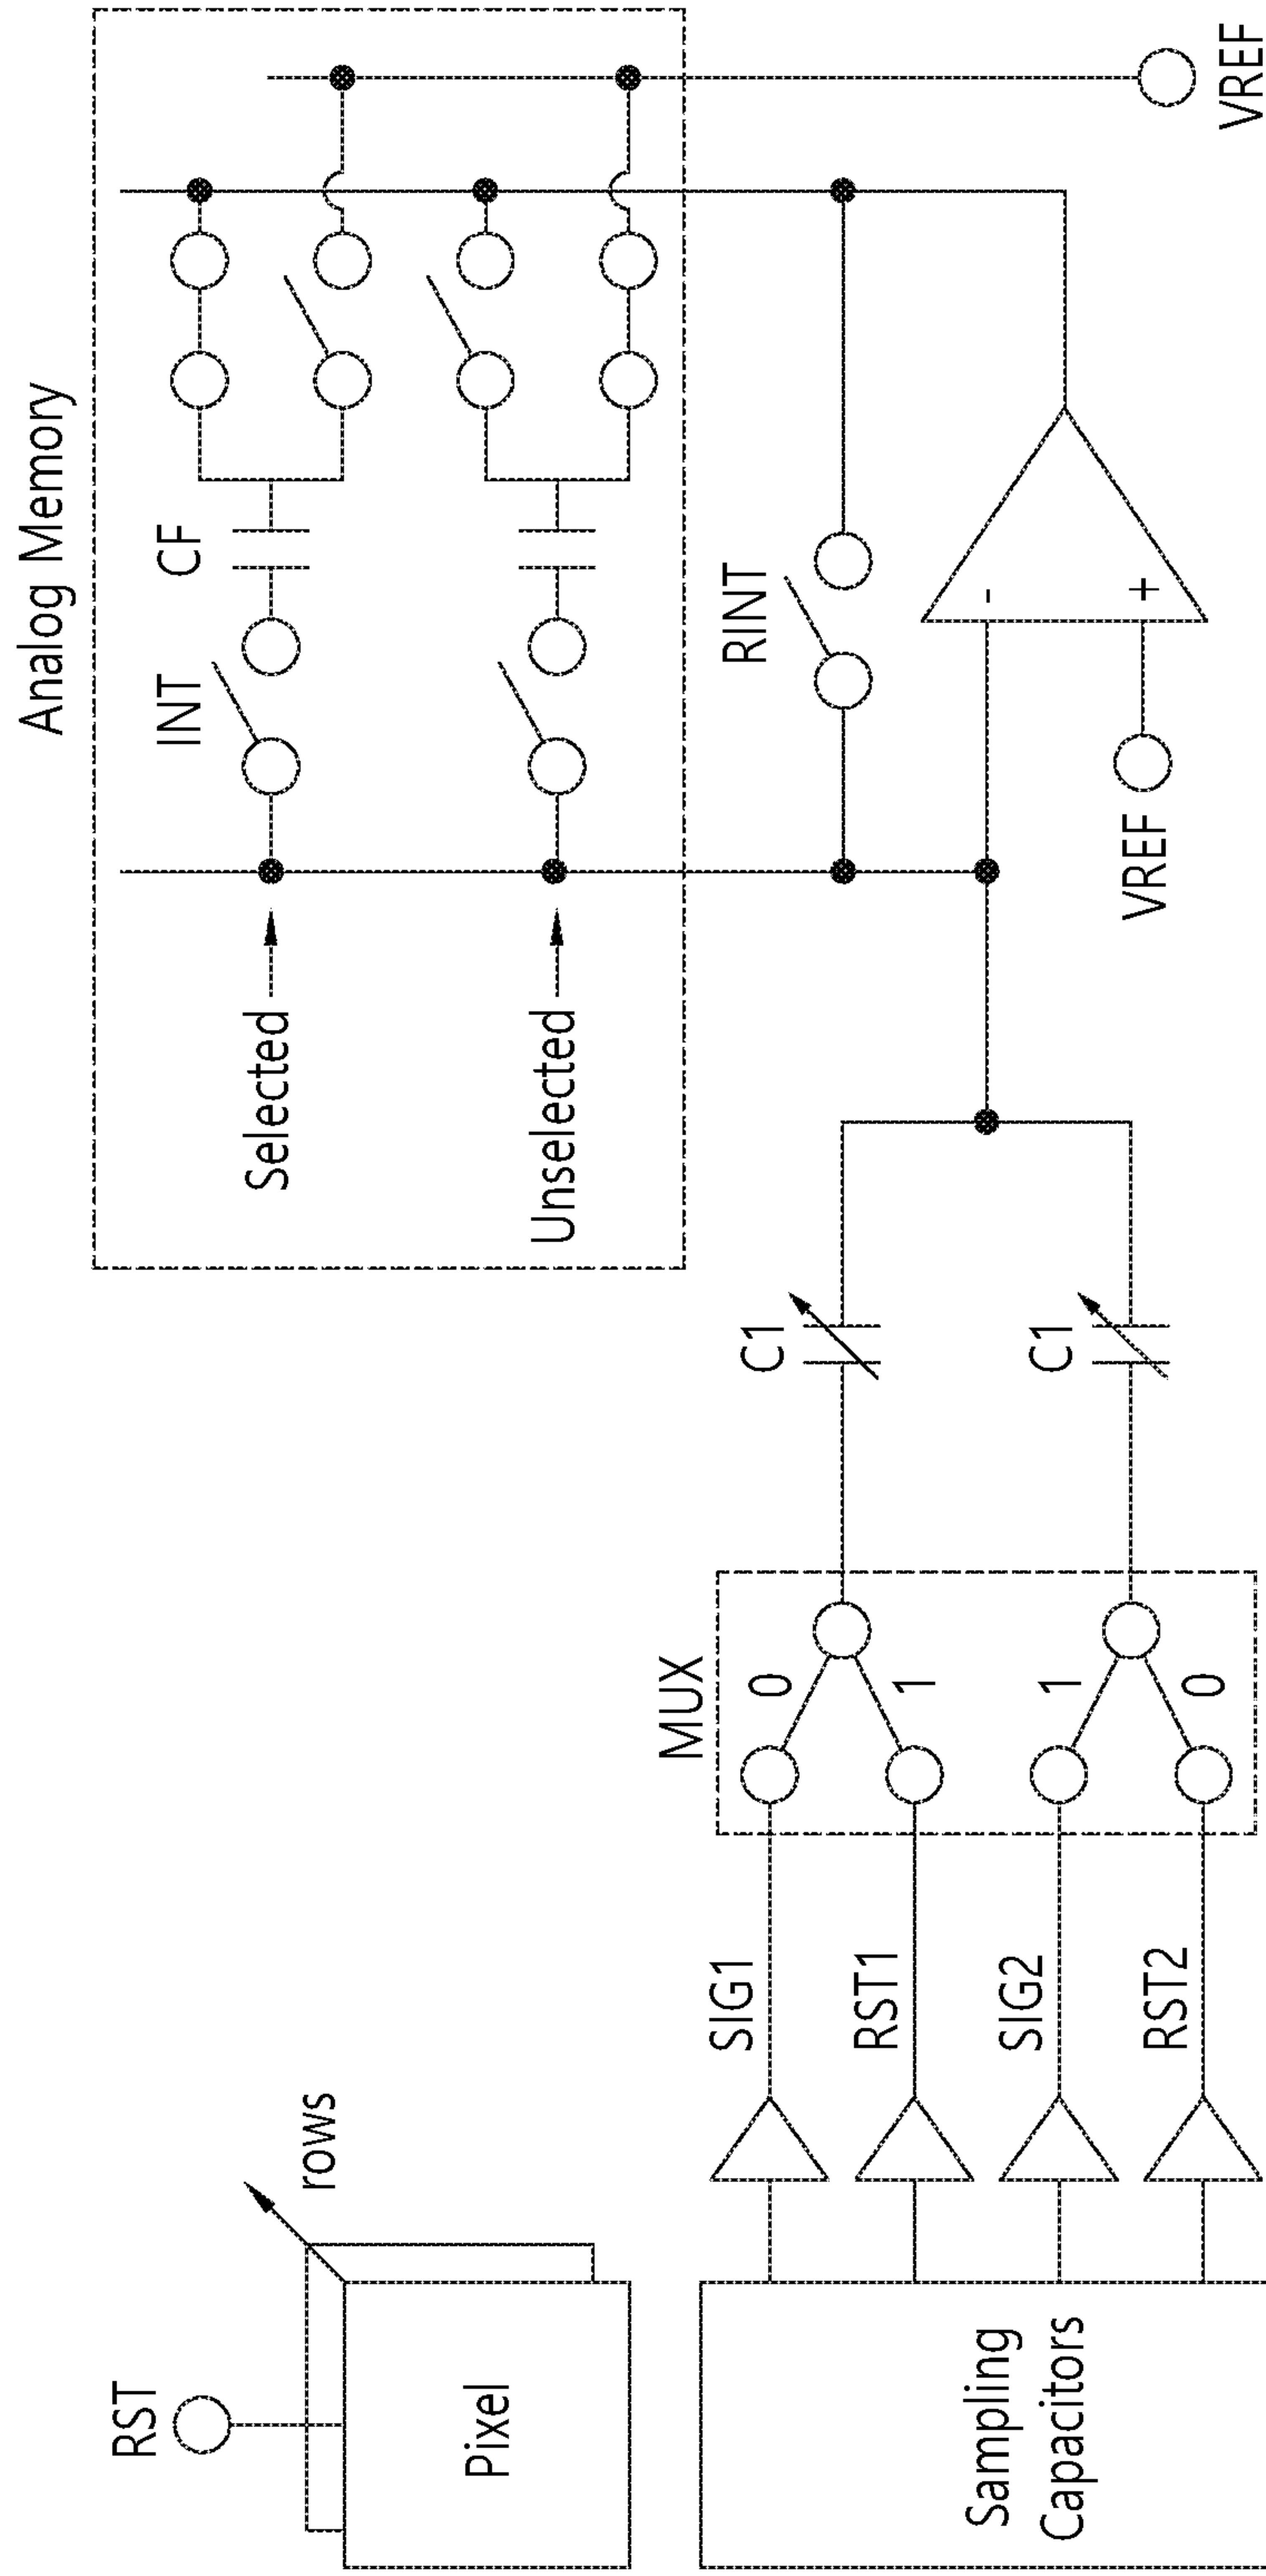 Analog Memory
Selected
INT
CF
Unselected
RST
rows
Pixel
RINT
MUX
C1
SIG1
0
RST1
1
SIG2
1
C1
RST2
0
Sampling
Capacitors
-
+
VREF
VREF